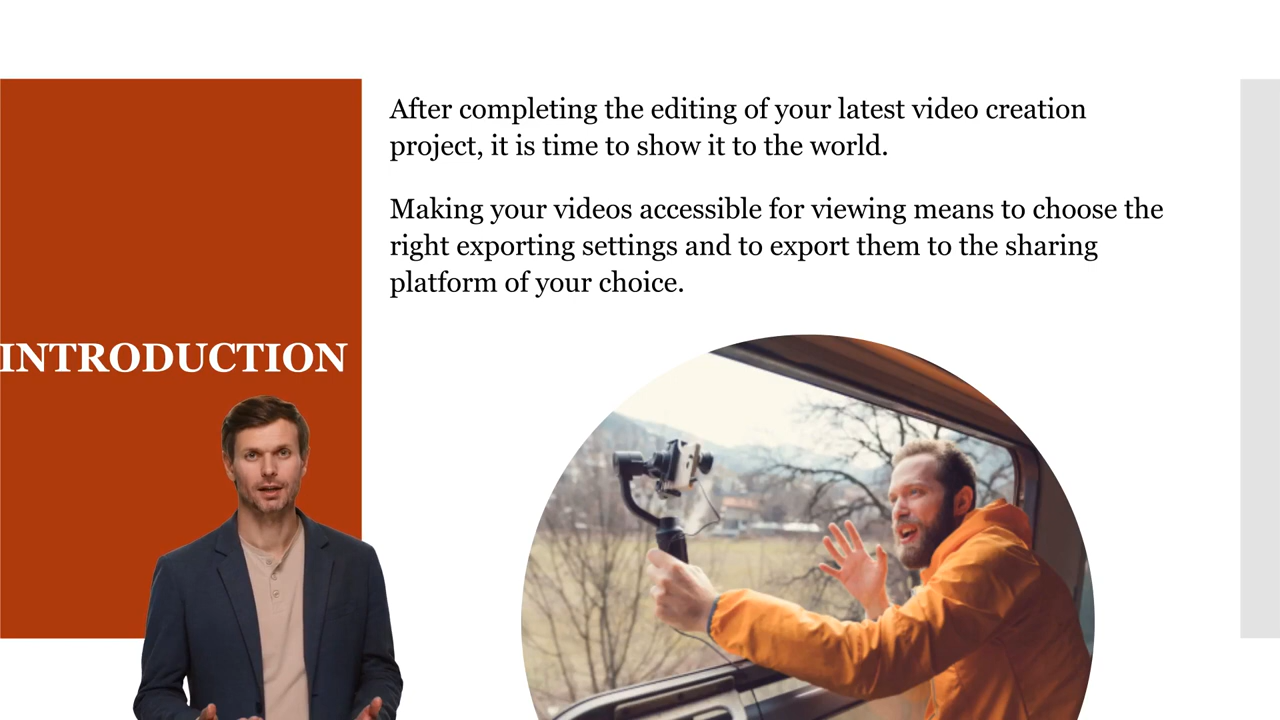 INTRODUCTION
After completing the editing of your latest video creation
project, it is time to show it to the world.
Making your videos accessible for viewing means to choose the
right exporting settings and to export them to the sharing
platform of your choice.